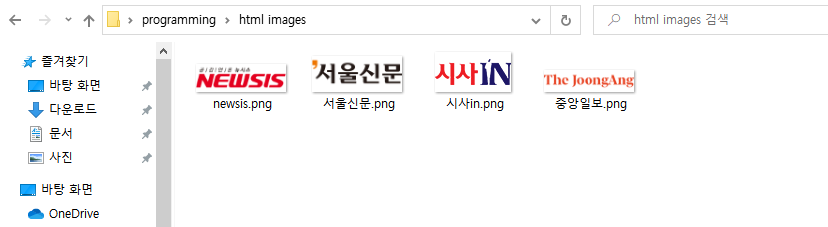 programming > html images
html images 검색
즐겨찾기
바탕 화면
다운로드
문서
사진
바탕 화면
OneDrive
NEWSIS
newsis.png
서울신문
서울신문.png
시사IN
시사in.png
The JoongAng
중앙일보.png